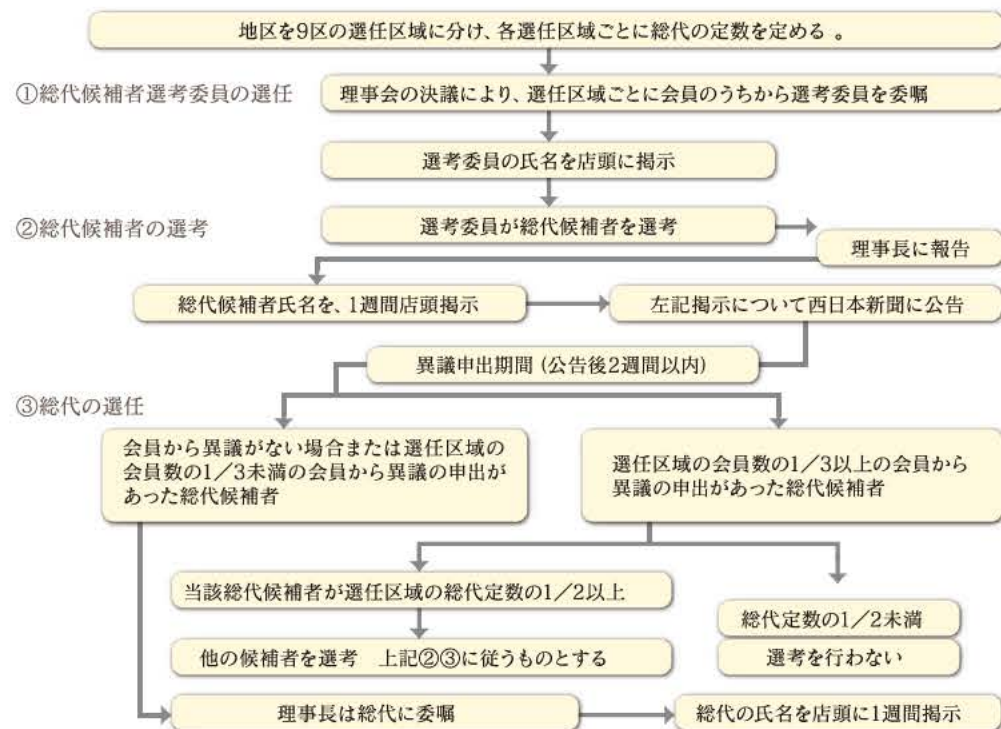 地区を9区の選任区域に分け、各選任区域ごとに総代の定数を定める 。
①総代候補者選考委員の選任
理事会の決議により、選任区域ごとに会員のうちから選考委員を委嘱
選考委員の氏名を店頭に掲示
②総代候補者の選考
選考委員が総代候補者を選考
理事長に報告
総代候補者氏名を、1週間店頭掲示
左記掲示について西日本新聞に公告
異議申出期間 (公告後2週間以内)
③総代の選任
会員から異議がない場合または選任区域の
会員数の1／3未満の会員から異議の申出が
あった総代候補者
選任区域の会員数の1／3以上の会員から
異議の申出があった総代候補者
当該総代候補者が選任区域の総代定数の1／2以上
総代定数の1／2未満
他の候補者を選考　上記②③に従うものとする
選考を行わない
理事長は総代に委嘱
総代の氏名を店頭に1週間掲示